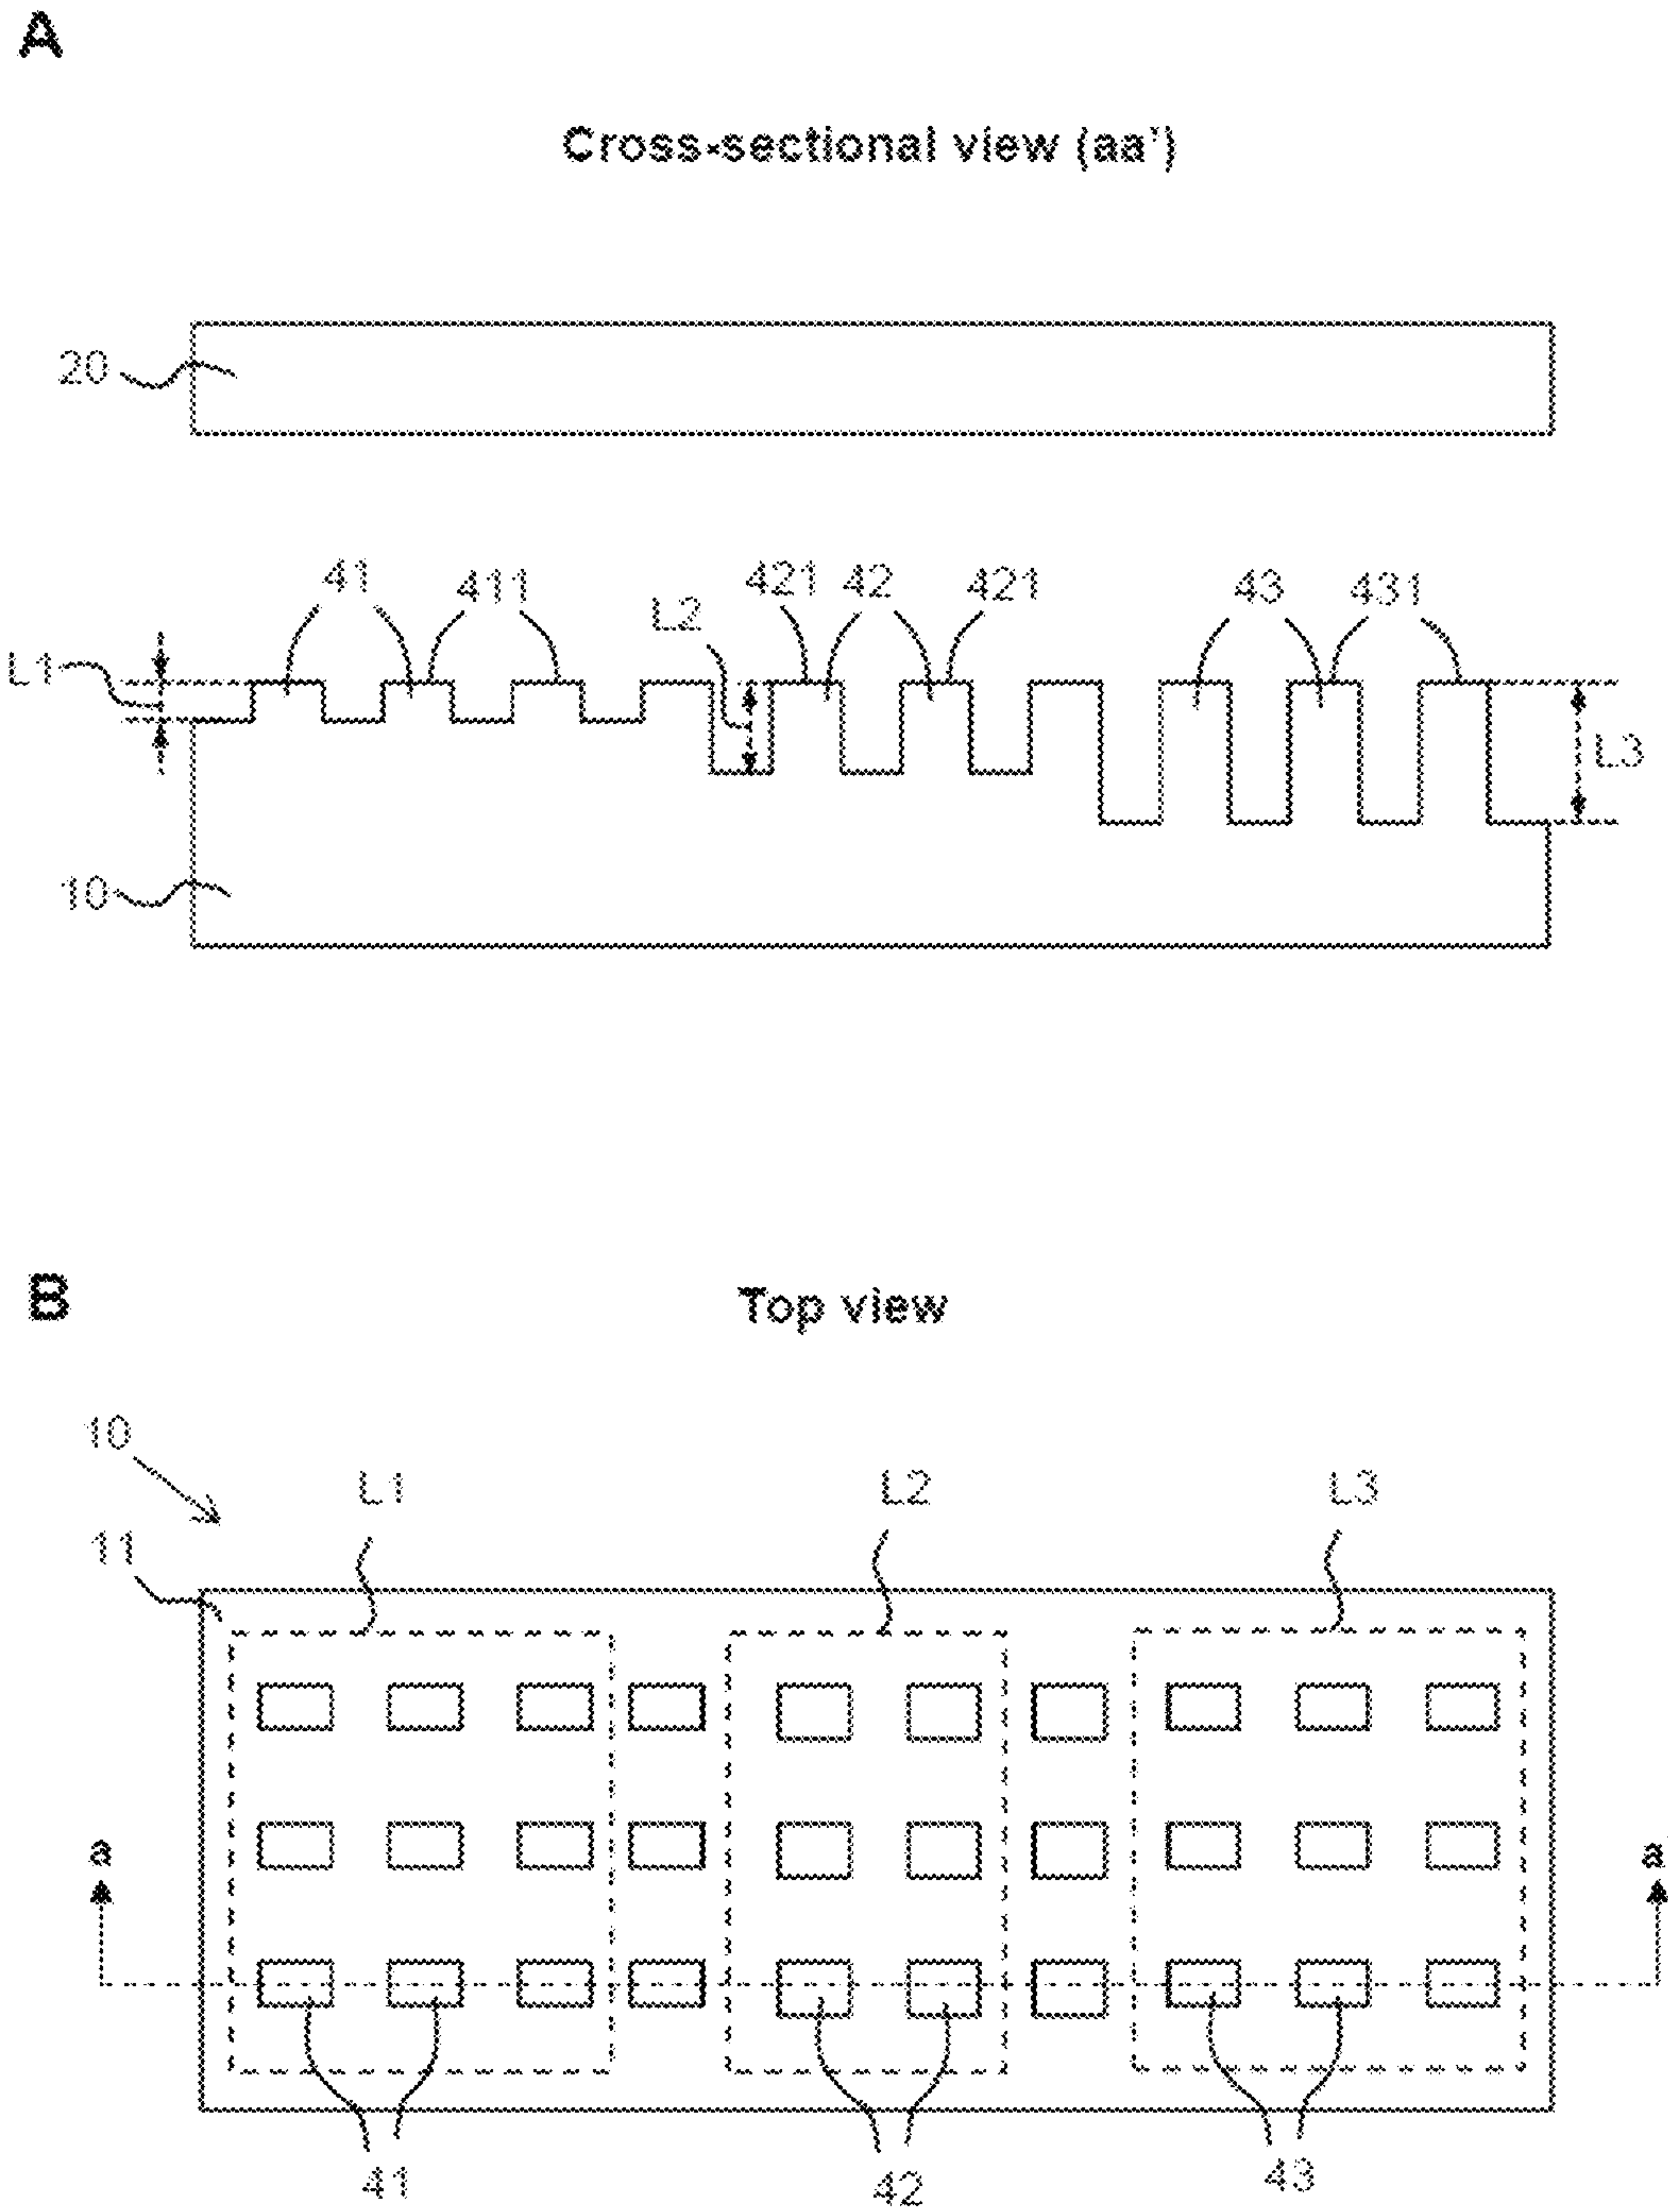 A
Cross-sectional view (aa')
20
41 411 421 42 421 43 431
L2
L1
L3
10
B
Top view
10
L1 L2 L3
11
a a'
41 42 43